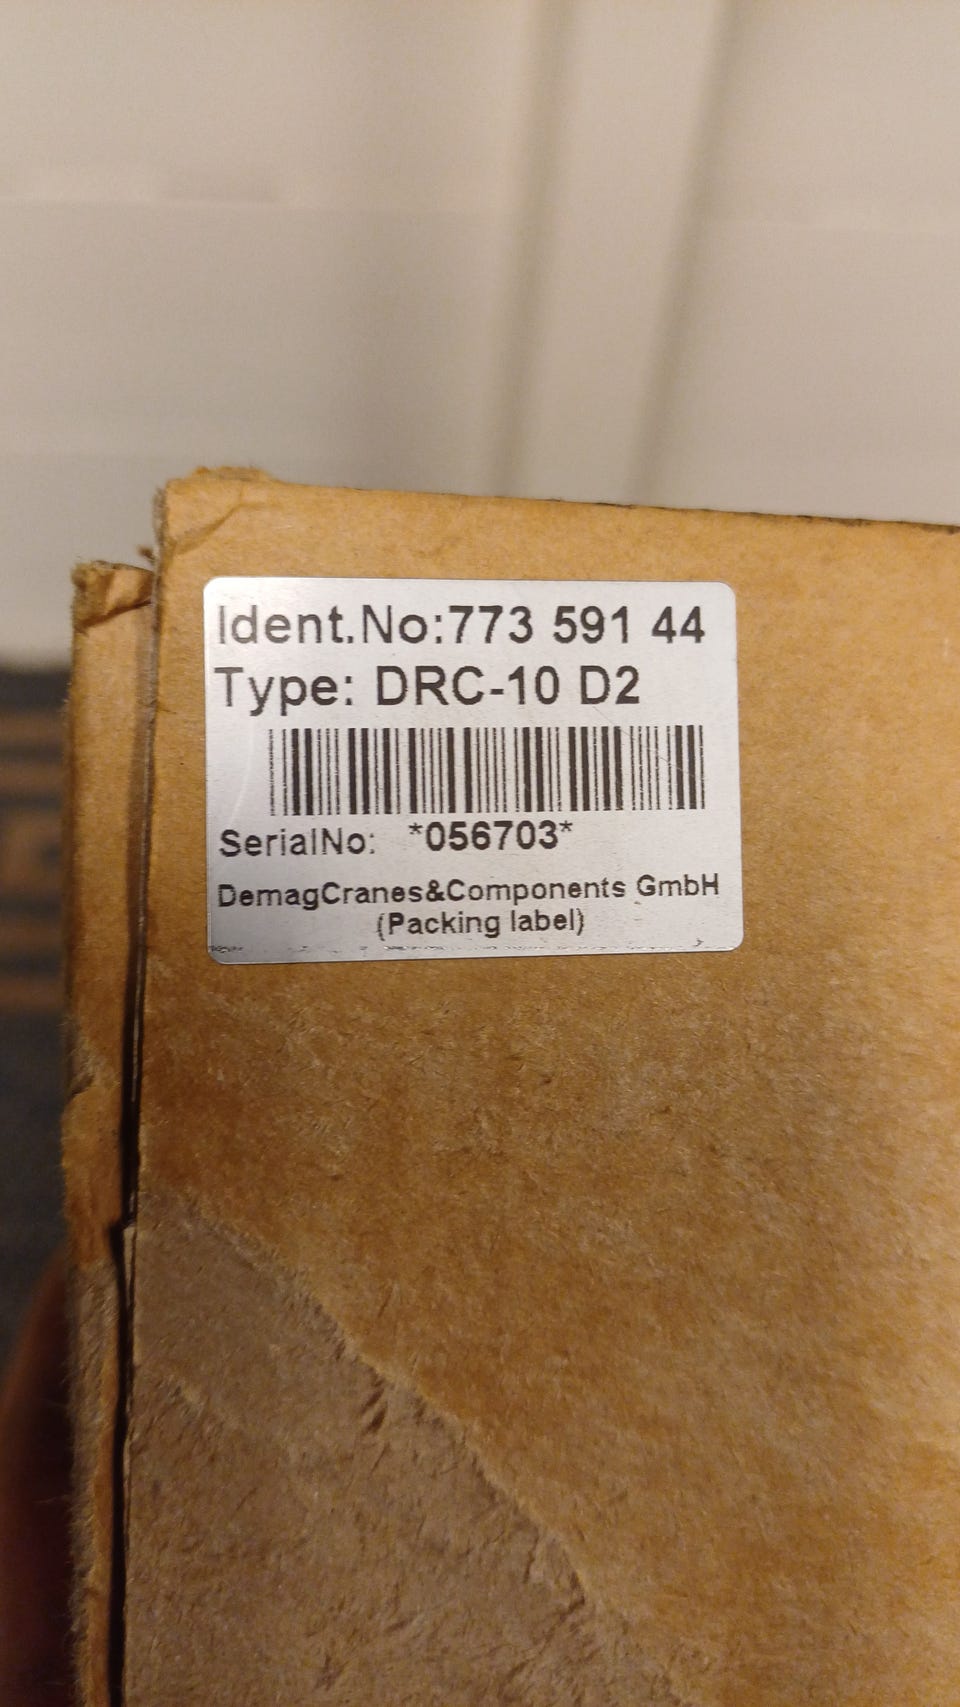 Ident.No:773 591 44
Type: DRC-10 D2
SerialNo: *056703*
DemagCranes&Components GmbH
(Packing label)